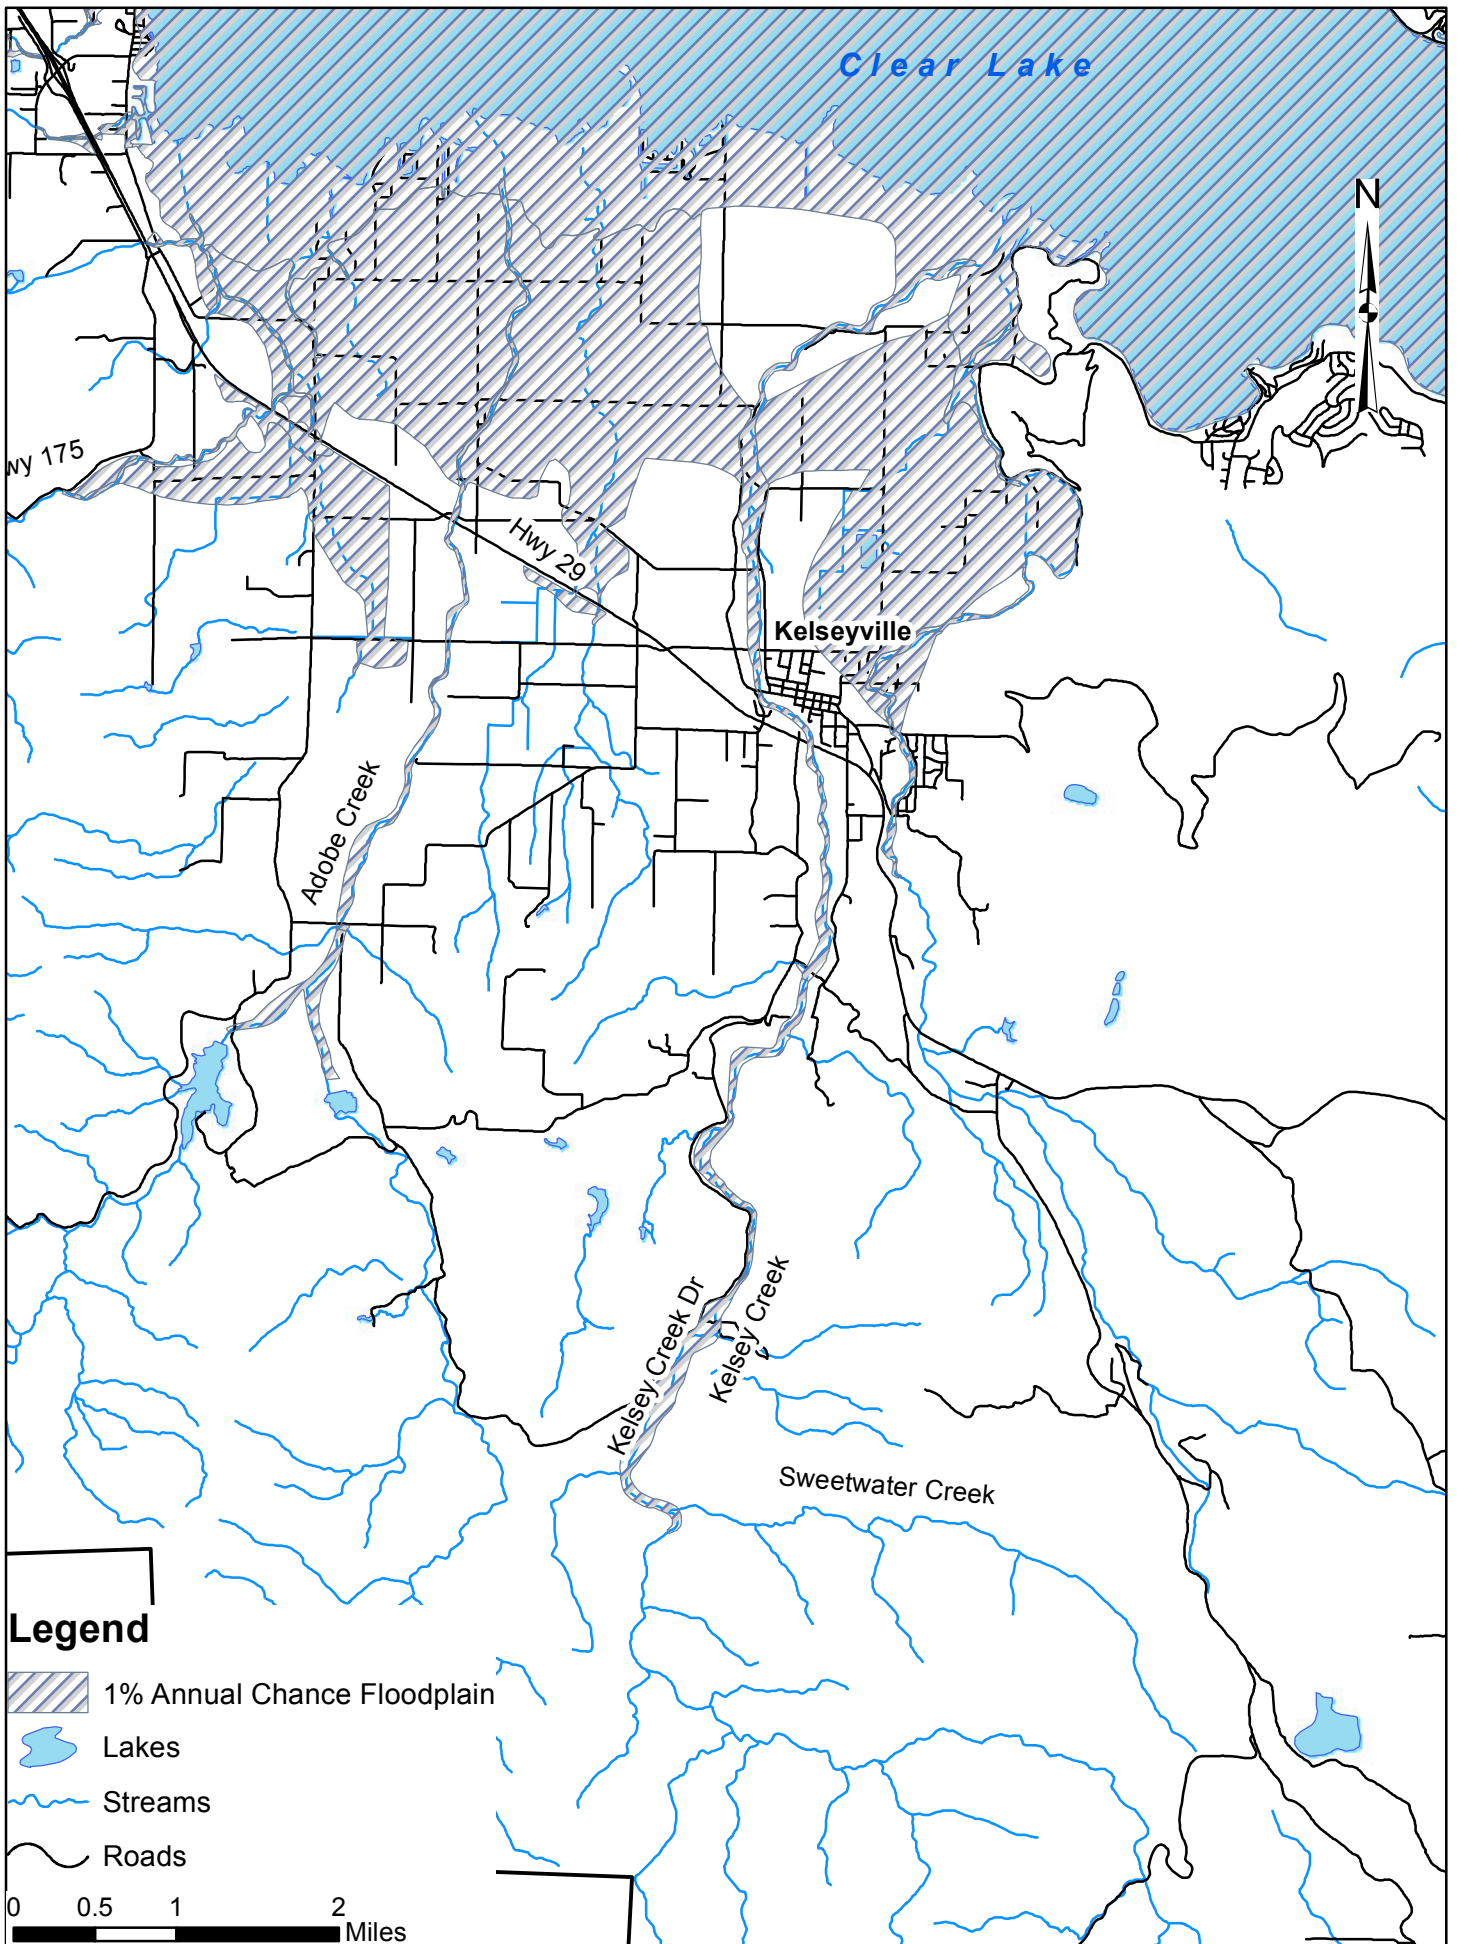 Clear Lake
N
wy 175
Hwy 29
Kelseyville
Adobe Creek
Kelsey Creek Dr
Kelsey Creek
Sweetwater Creek
Legend
1% Annual Chance Floodplain
Lakes
Streams
Roads
0 0.5 1 2
Miles